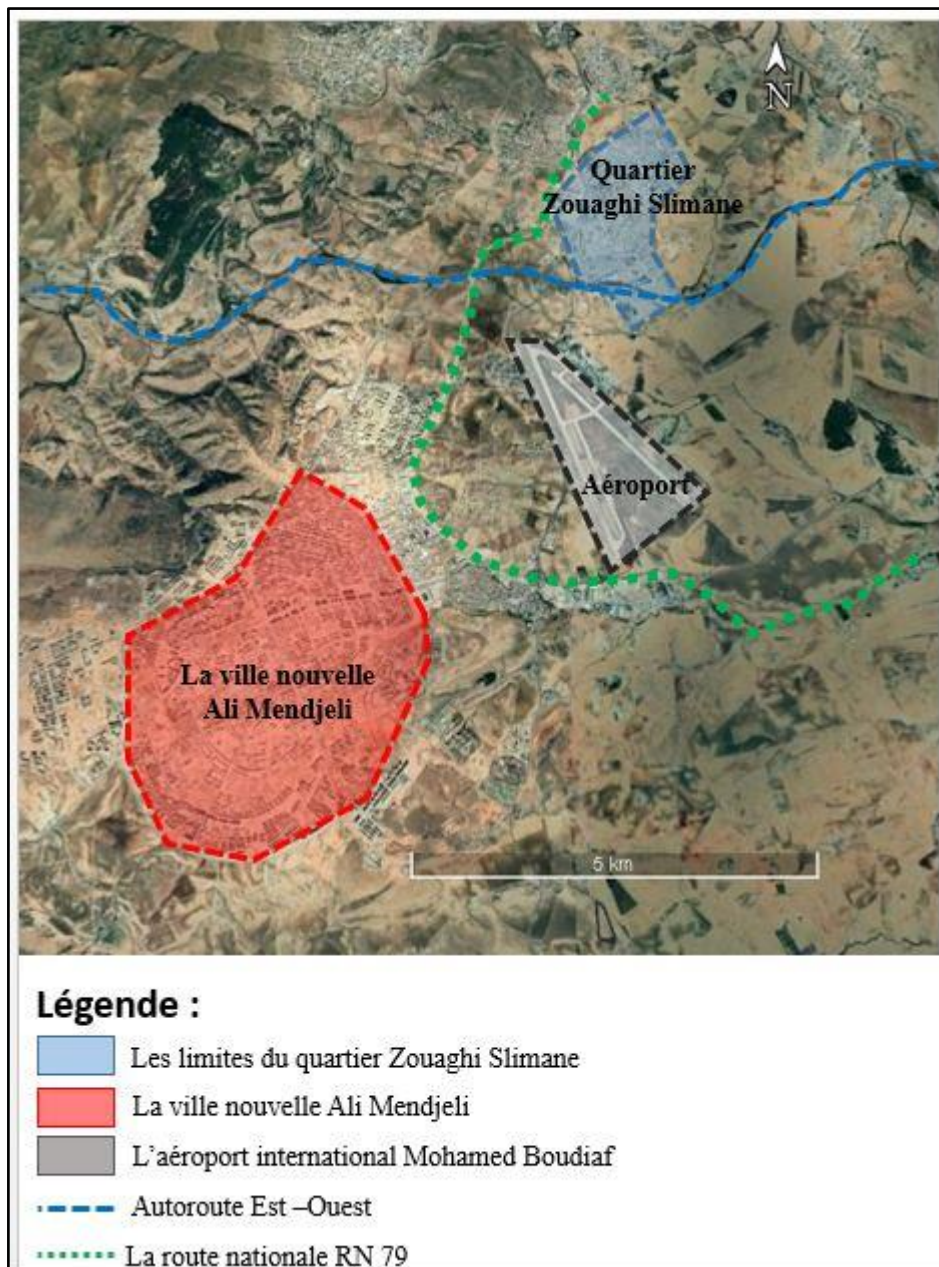 N
Quartier
Zouaghi Slimane
Aéroport
La ville nouvelle
Ali Mendjeli
5 km
Légende :
Les limites du quartier Zouaghi Slimane
La ville nouvelle Ali Mendjeli
L'aéroport international Mohamed Boudiaf
Autoroute Est –Ouest
La route nationale RN 79